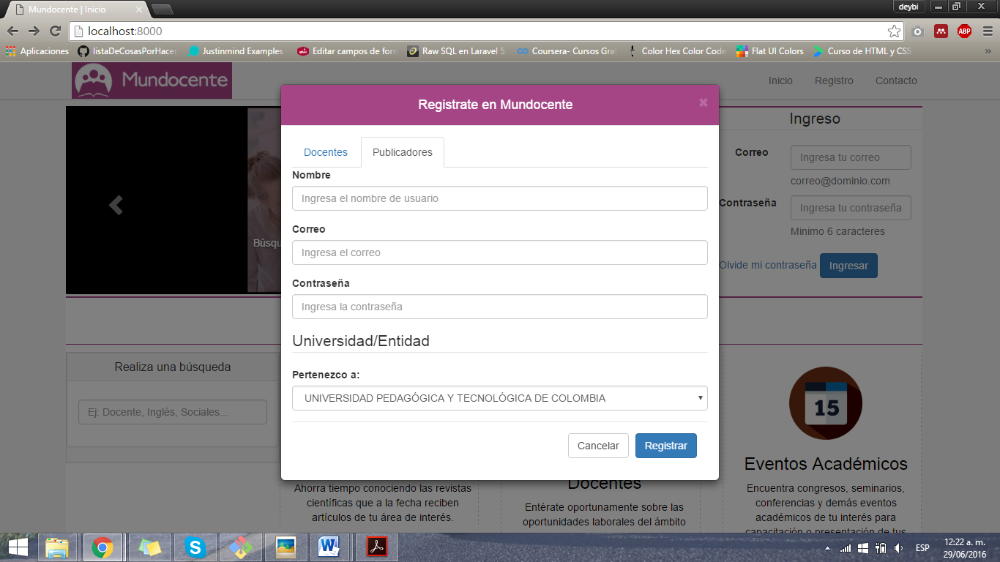 Mundocente | Inicio
deybi
localhost:8000
ABP
Aplicaciones
listaDeCosasPorHacer
Justinmind Examples
Editar campos de form
Raw SQL en Laravel 5.
Coursera- Cursos Grat
Color Hex Color Code
Flat UI Colors
Curso de HTML y CSS
»
Mundocente
Inicio
Registro
Contacto
Registrate en Mundocente
×
Docentes
Publicadores
Nombre
Ingresa el nombre de usuario
Correo
Ingresa el correo
Contraseña
Ingresa la contraseña
Universidad/Entidad
Pertenezco a:
UNIVERSIDAD PEDAGÓGICA Y TECNOLÓGICA DE COLOMBIA
Cancelar
Registrar
Búsqu
Ingreso
Correo
Ingresa tu correo
correo@dominio.com
Contraseña
Ingresa tu contraseña
Minimo 6 caracteres
Olvide mi contraseña
Ingresar
Realiza una búsqueda
Ej: Docente, Inglés, Sociales...
Ahorra tiempo conociendo las revistas
científicas que a la fecha reciben
artículos de tu área de interés.
Docentes
Entérate oportunamente sobre las
oportunidades laborales del ámbito
15
Eventos Académicos
Encuentra congresos, seminarios,
conferencias y demás eventos
académicos de tu interés para
capacitación o presentación de tus
ESP
12:22 a. m.
29/06/2016